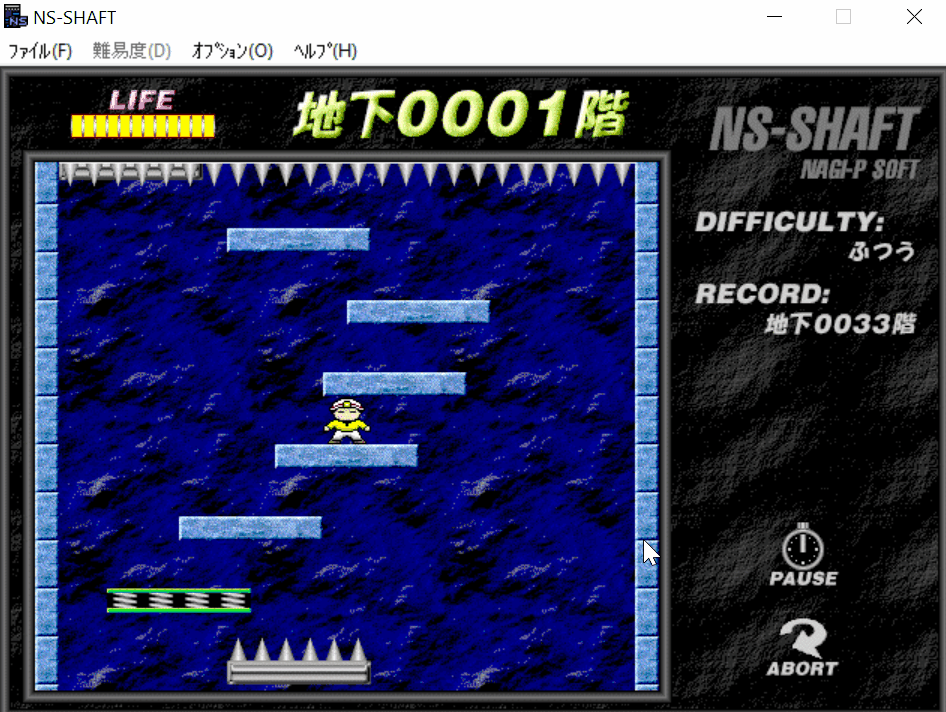 NS-SHAFT
ﾌｧｲﾙ(F) 難易度(D) ｵﾌﾟｼｮﾝ(O) ﾍﾙﾌﾟ(H)
LIFE
地下0001階
NS-SHAFT
NAGI-P SOFT
DIFFICULTY:
ふつう
RECORD:
地下0033階
PAUSE
ABORT